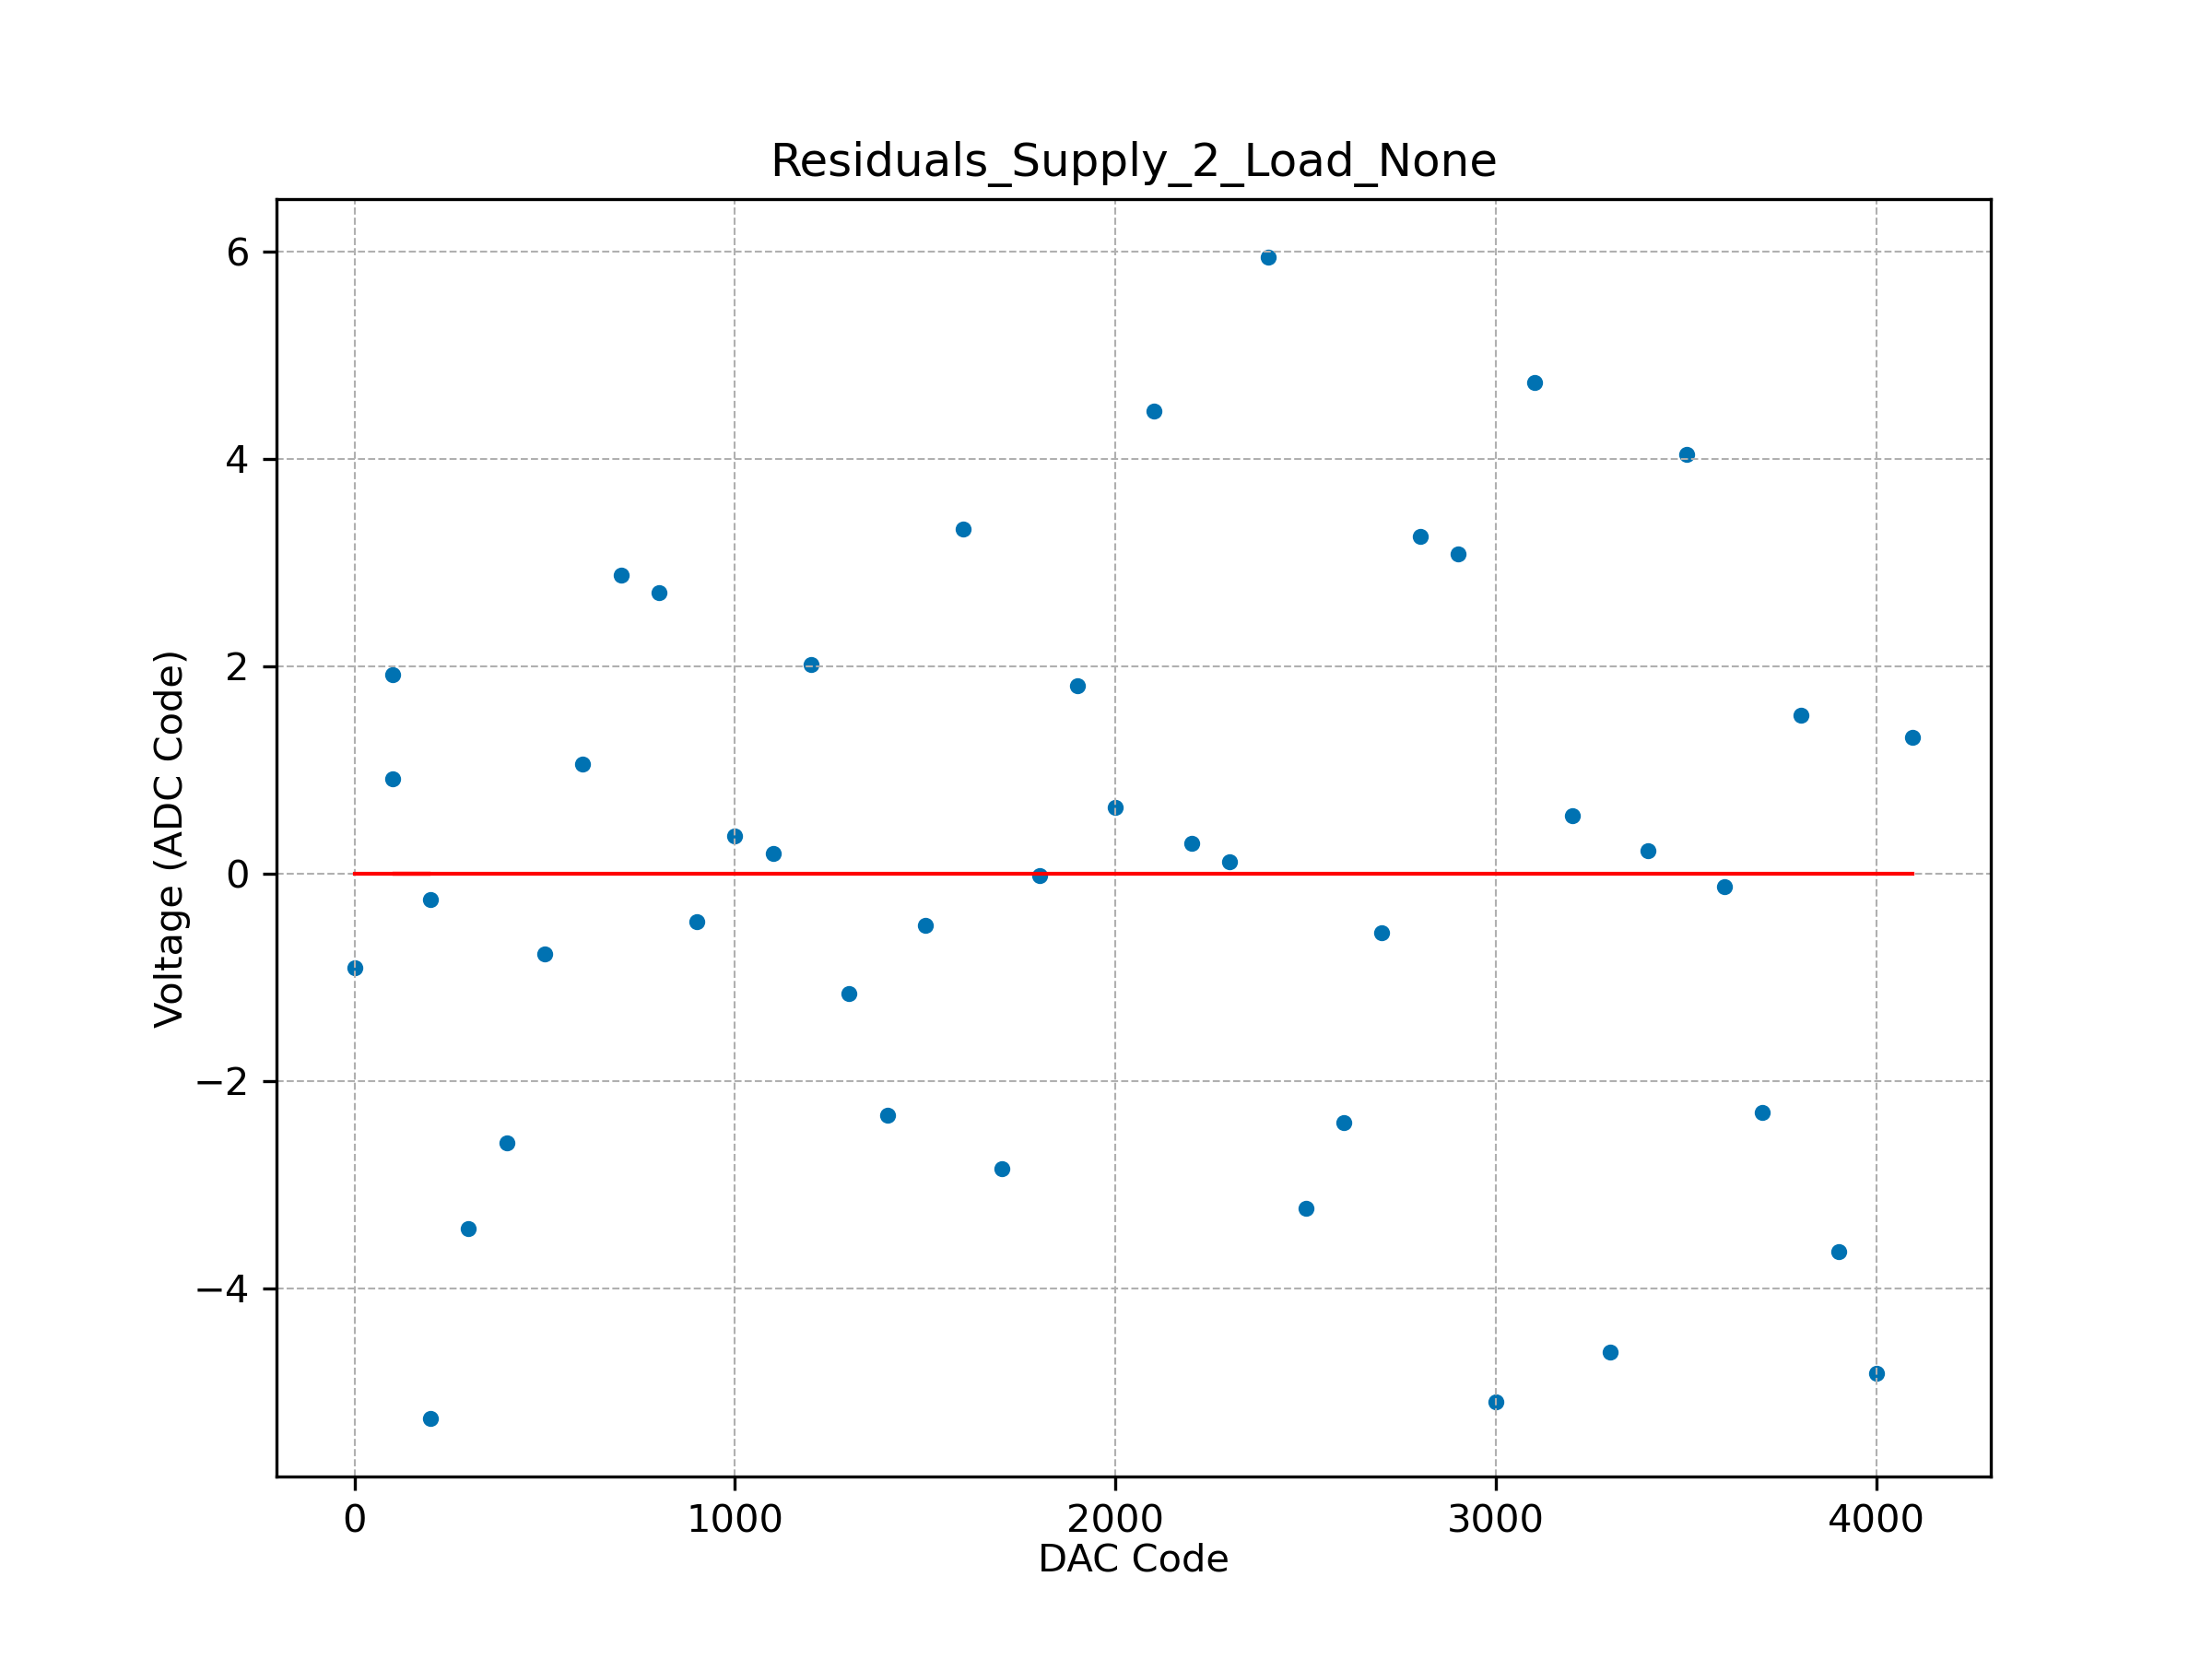 Residuals_Supply_2_Load_None
6
4
2
0
−2
−4
Voltage (ADC Code)
0 1000 2000 3000 4000
DAC Code